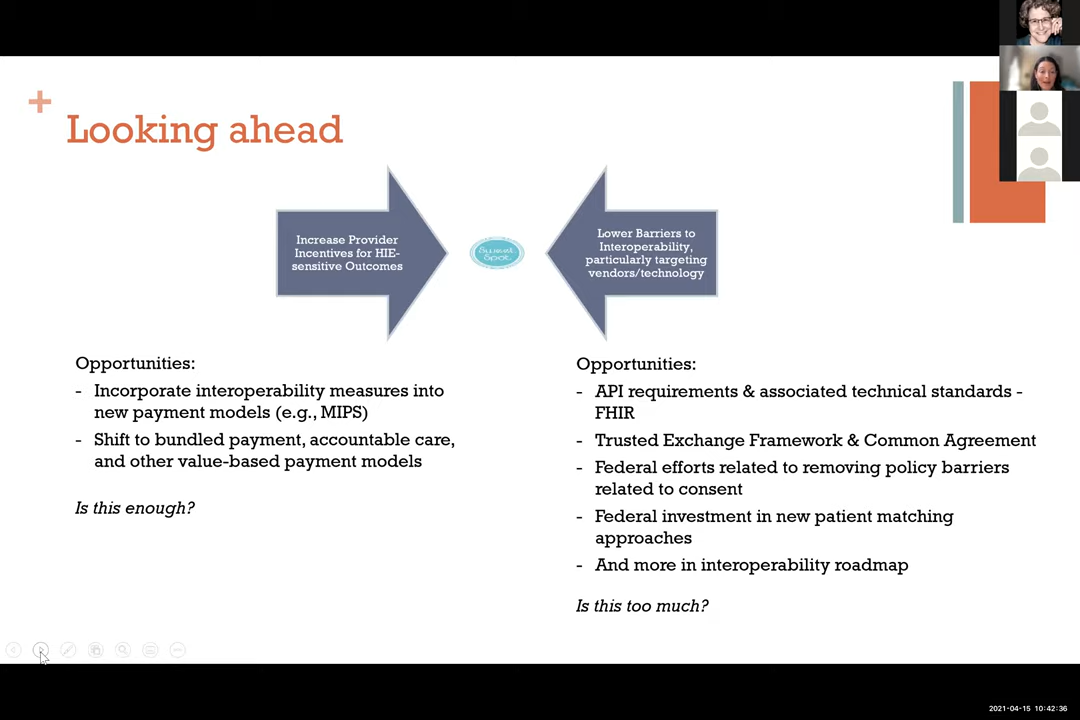 +
Looking ahead
Increase Provider
Incentives for HIE-
sensitive Outcomes
Sweet
Spot
Lower Barriers to
Interoperability,
particularly targeting
vendors/technology
Opportunities:
- Incorporate interoperability measures into
new payment models (e.g., MIPS)
- Shift to bundled payment, accountable care,
and other value-based payment models
Is this enough?
Opportunities:
- API requirements & associated technical standards -
FHIR
- Trusted Exchange Framework & Common Agreement
- Federal efforts related to removing policy barriers
related to consent
- Federal investment in new patient matching
approaches
- And more in interoperability roadmap
Is this too much?
2021-04-15 10:42:36